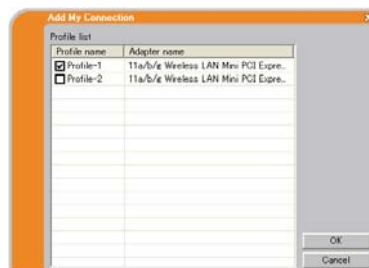 Add My Connection
x
Profile list
Profile name Adapter name
Profile-1 11a/b/g Wireless LAN Mini PCI Expre..
Profile-2 11a/b/g Wireless LAN Mini PCI Expre..
OK
Cancel